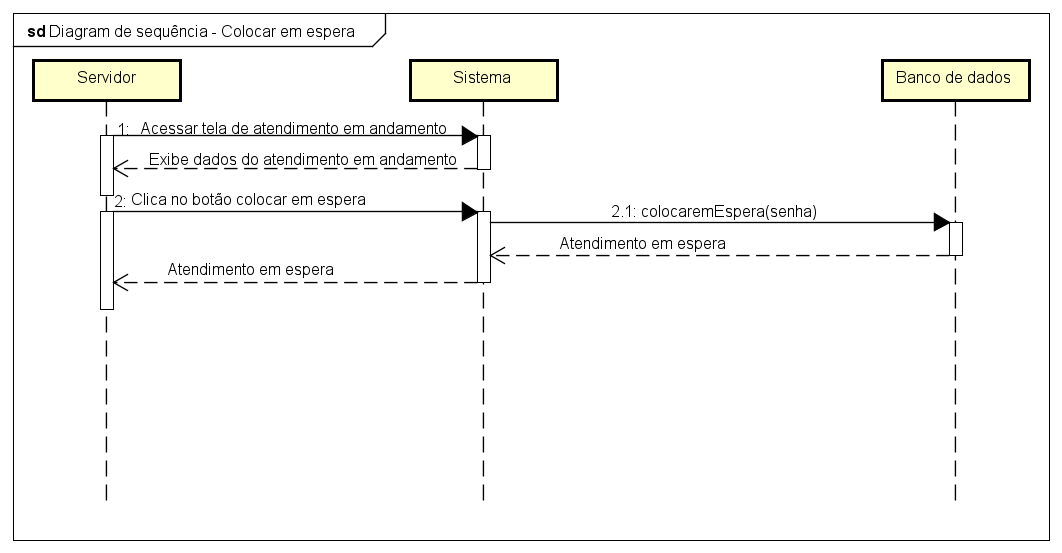 sd Diagram de sequência - Colocar em espera
Servidor
Sistema
Banco de dados
1: Acessar tela de atendimento em andamento
Exibe dados do atendimento em andamento
2: Clica no botão colocar em espera
2.1: colocaremEspera(senha)
Atendimento em espera
Atendimento em espera